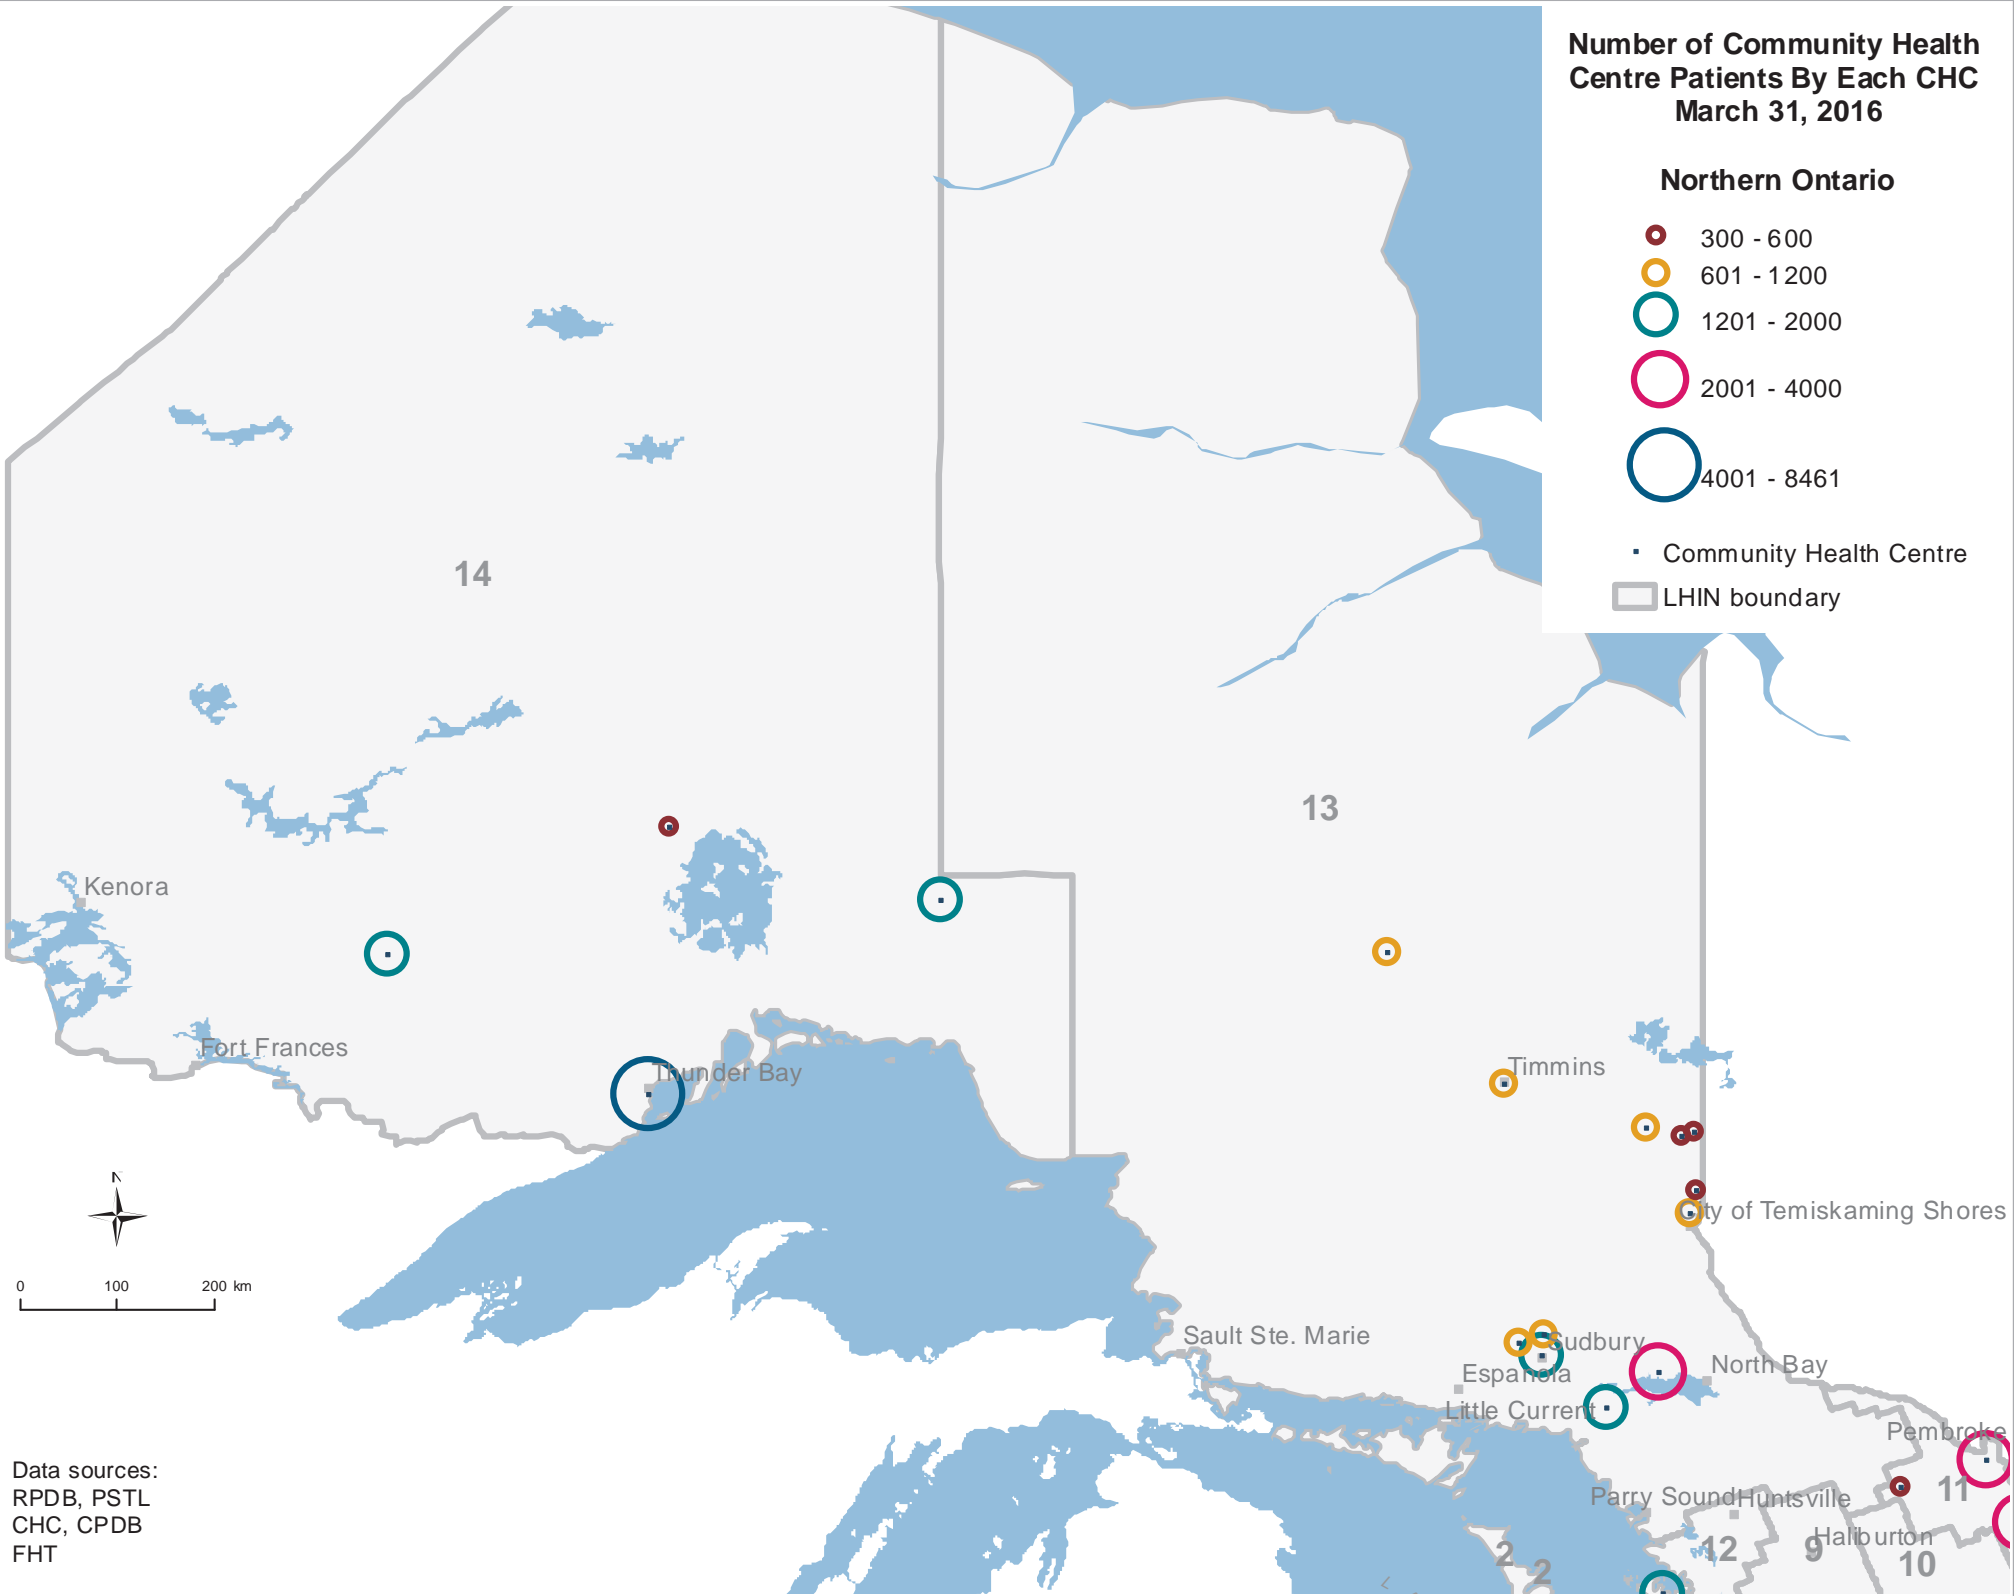 Number of Community Health
Centre Patients By Each CHC
March 31, 2016
Northern Ontario
300 - 600
601 - 1200
1201 - 2000
2001 - 4000
4001 - 8461
Community Health Centre
LHIN boundary
14
13
Kenora
Fort Frances
Thunder Bay
Timmins
City of Temiskaming Shores
N
0 100 200 km
Sault Ste. Marie
Sudbury
Espanola
North Bay
Little Current
Pembroke
11
Parry Sound
Huntsville
Haliburton
2
2
12
9
10
Data sources:
RPDB, PSTL
CHC, CPDB
FHT